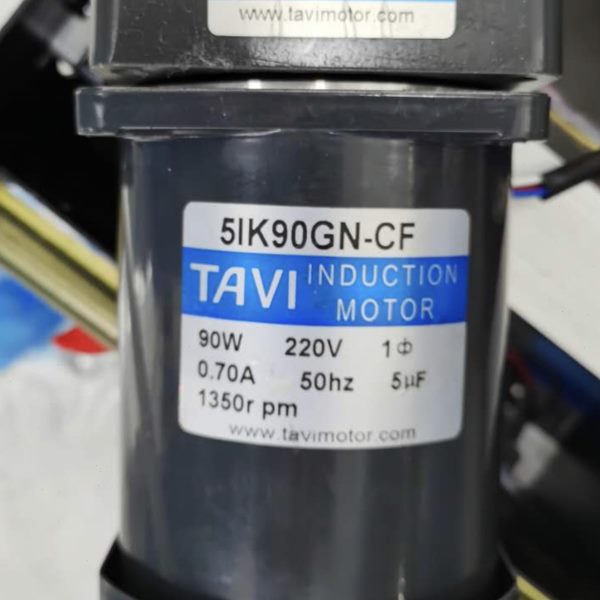 www.tavimotor.com
5IK90GN-CF
TAVI INDUCTION MOTOR
90W 220V 1Φ
0.70A 50hz 5µF
1350r pm
www.tavimotor.com